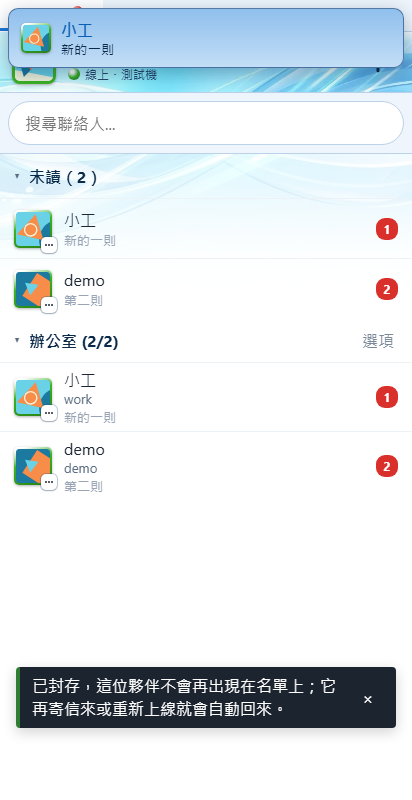 小工
新的一則
線上 - 測試機
搜尋聯絡人...
未讀 ( 2 )
小工
新的一則
1
demo
第二則
2
辦公室 (2/2)
選項
小工
work
新的一則
1
demo
demo
第二則
2
已封存，這位夥伴不會再出現在名單上；它
再寄信來或重新上線就會自動回來。
×